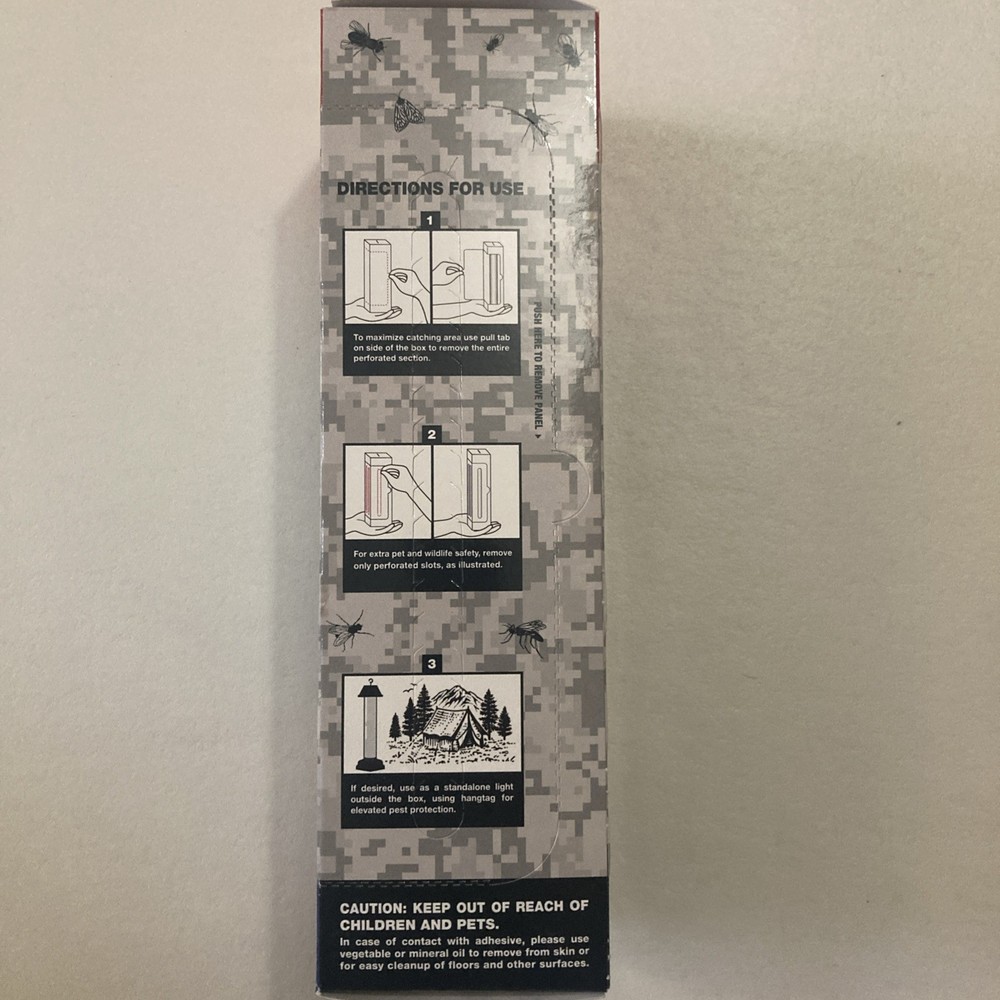 DIRECTIONS FOR USE
1
To maximize catching area use pull tab
on side of the box to remove the entire
perforated section.
PUSH HERE TO REMOVE PANEL
2
For extra pet and wildlife safety, remove
only perforated slots, as illustrated.
3
If desired, use as a standalone light
outside the box, using hangtag for
elevated pest protection.
CAUTION: KEEP OUT OF REACH OF
CHILDREN AND PETS.
In case of contact with adhesive, please use
vegetable or mineral oil to remove from skin or
for easy cleanup of floors and other surfaces.